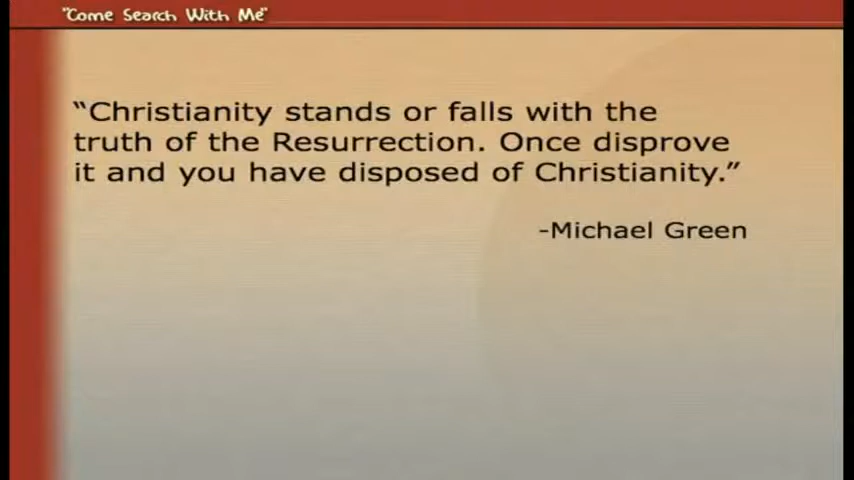 "Come Search With Me"
“Christianity stands or falls with the
truth of the Resurrection. Once disprove
it and you have disposed of Christianity.”
-Michael Green